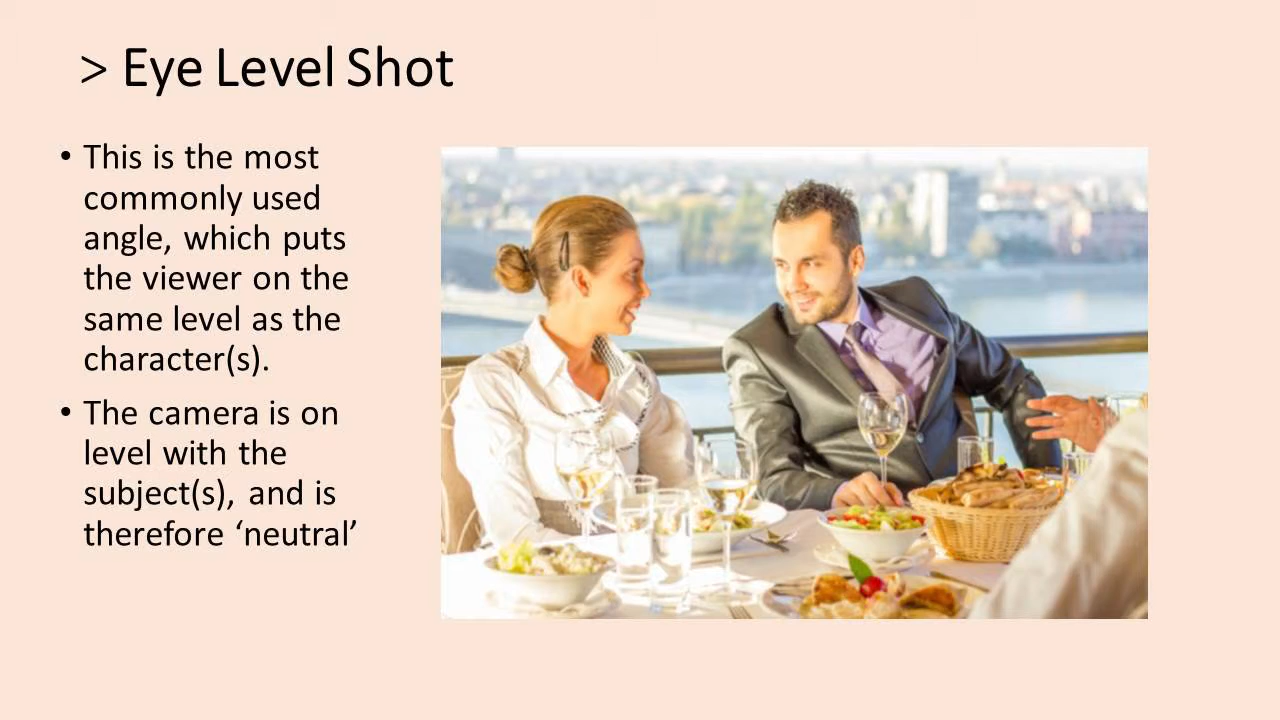 > Eye Level Shot
• This is the most
commonly used
angle, which puts
the viewer on the
same level as the
character(s).
• The camera is on
level with the
subject(s), and is
therefore ‘neutral’